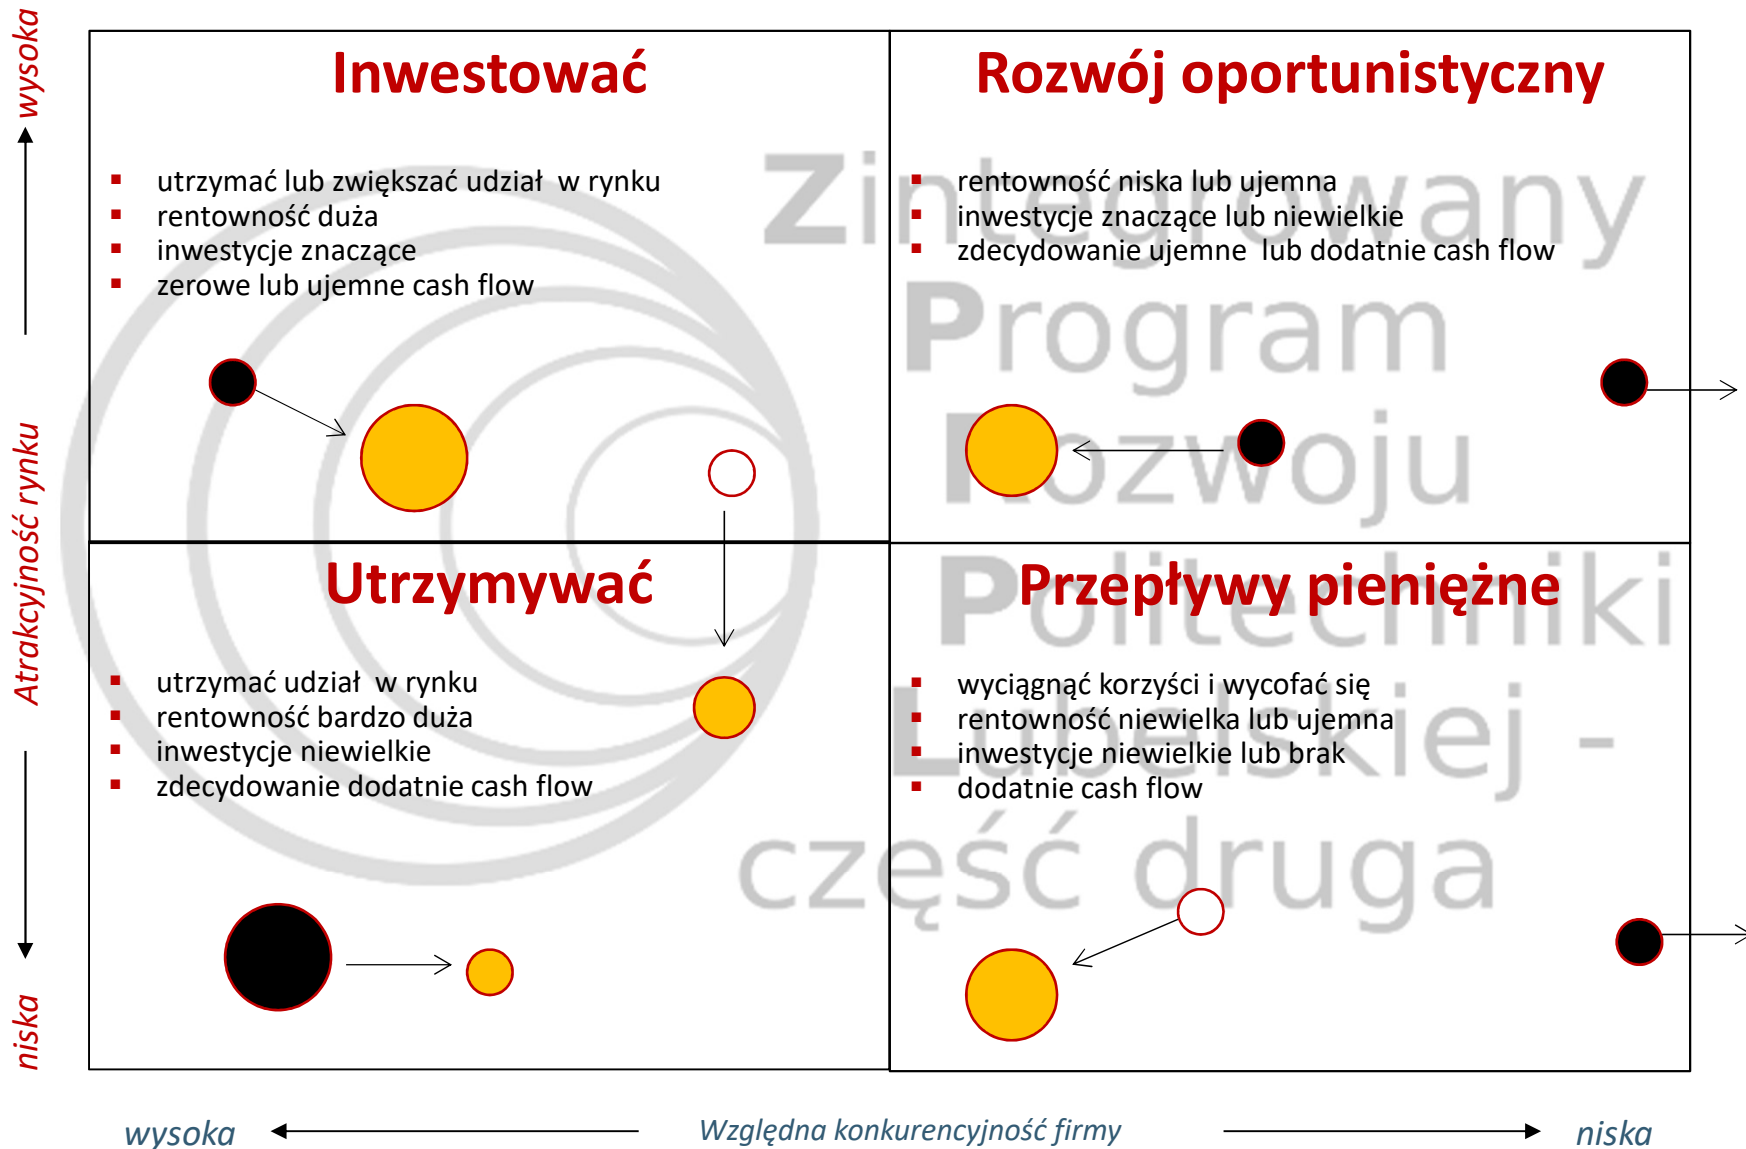 wysoka
Atrakcyjność rynku
niska
Inwestować
utrzymać lub zwiększać udział w rynku
rentowność duża
inwestycje znaczące
zerowe lub ujemne cash flow
Rozwój oportunistyczny
rentowność niska lub ujemna
inwestycje znaczące lub niewielkie
zdecydowanie ujemne lub dodatnie cash flow
Utrzymywać
utrzymać udział w rynku
rentowność bardzo duża
inwestycje niewielkie
zdecydowanie dodatnie cash flow
Przepływy pieniężne
wyciągnąć korzyści i wycofać się
rentowność niewielka lub ujemna
inwestycje niewielkie lub brak
dodatnie cash flow
wysoka
Względna konkurencyjność firmy
niska
Zintegrowany
Program
Rozwoju
Politechniki
Lubelskiej -
część druga